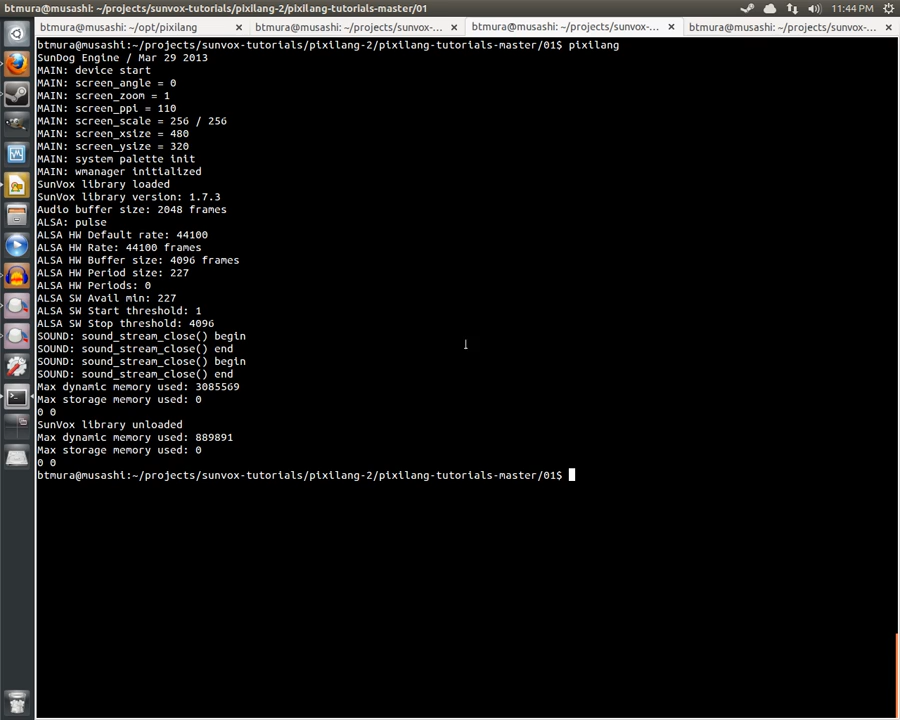 btmura@musashi: ~/projects/sunvox-tutorials/pixilang-2/pixilang-tutorials-master/01
11:44 PM
btmura@musashi: ~/opt/pixilang
btmura@musashi: ~/projects/sunvox-...
btmura@musashi: ~/projects/sunvox-...
btmura@musashi: ~/projects/sunvox-...
btmura@musashi:~/projects/sunvox-tutorials/pixilang-2/pixilang-tutorials-master/01$ pixilang
SunDog Engine / Mar 29 2013
MAIN: device start
MAIN: screen_angle = 0
MAIN: screen_zoom = 1
MAIN: screen_ppi = 110
MAIN: screen_scale = 256 / 256
MAIN: screen_xsize = 480
MAIN: screen_ysize = 320
MAIN: system palette init
MAIN: wmanager initialized
SunVox library loaded
SunVox library version: 1.7.3
Audio buffer size: 2048 frames
ALSA: pulse
ALSA HW Default rate: 44100
ALSA HW Rate: 44100 frames
ALSA HW Buffer size: 4096 frames
ALSA HW Period size: 227
ALSA HW Periods: 0
ALSA SW Avail min: 227
ALSA SW Start threshold: 1
ALSA SW Stop threshold: 4096
SOUND: sound_stream_close() begin
SOUND: sound_stream_close() end
SOUND: sound_stream_close() begin
SOUND: sound_stream_close() end
Max dynamic memory used: 3085569
Max storage memory used: 0
0 0
SunVox library unloaded
Max dynamic memory used: 889891
Max storage memory used: 0
0 0
btmura@musashi:~/projects/sunvox-tutorials/pixilang-2/pixilang-tutorials-master/01$